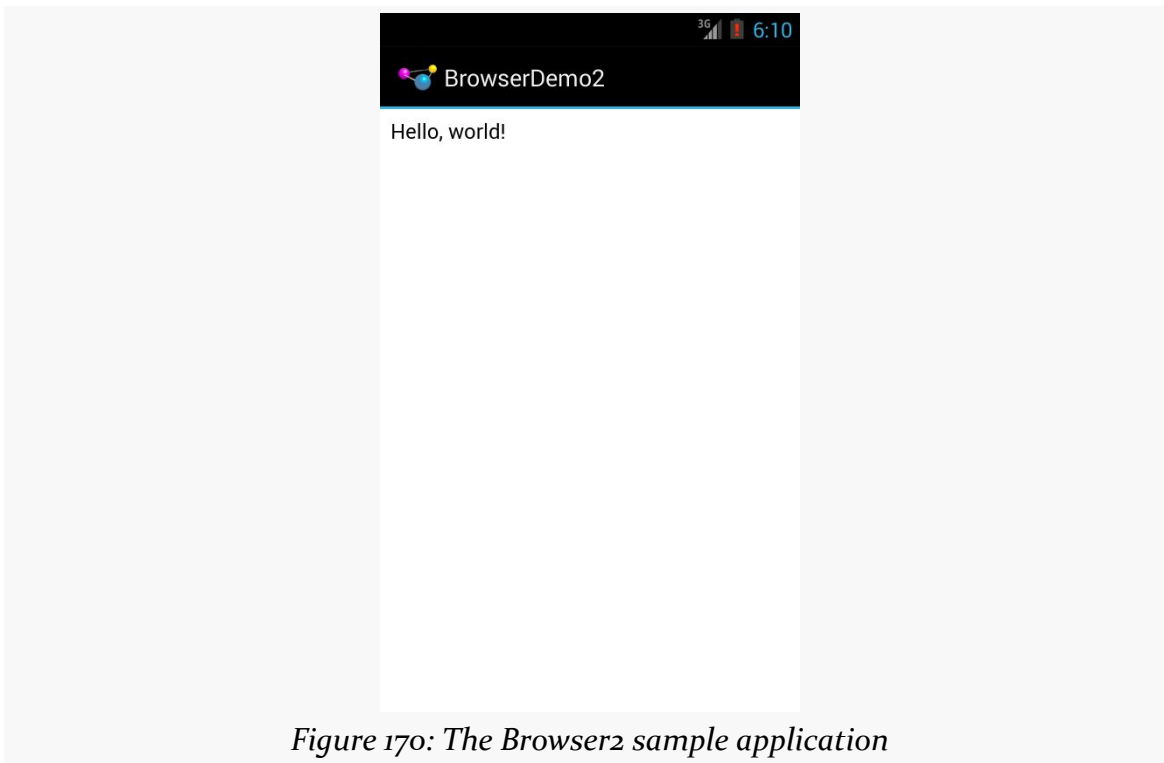 3G 6:10
BrowserDemo2
Hello, world!
Figure 170: The Browser2 sample application